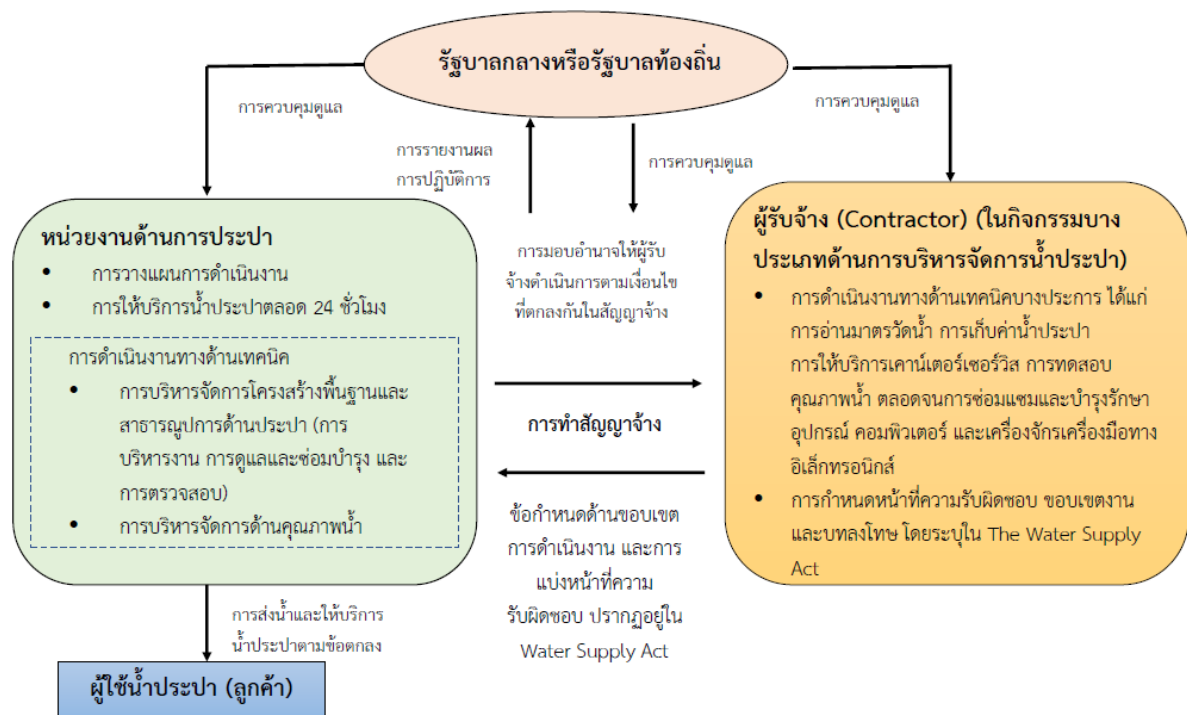 รัฐบาลกลางหรือรัฐบาลท้องถิ่น
การควบคุมดูแล
การควบคุมดูแล
การรายงานผล
การปฏิบัติการ
การควบคุมดูแล
หน่วยงานด้านการประปา
• การวางแผนการดำเนินงาน
• การให้บริการน้ำประปาตลอด 24 ชั่วโมง
การดำเนินงานทางด้านเทคนิค
• การบริหารจัดการโครงสร้างพื้นฐานและ
สาธารณูปการด้านประปา (การ
บริหารงาน การดูแลและซ่อมบำรุง และ
การตรวจสอบ)
• การบริหารจัดการด้านคุณภาพน้ำ
การมอบอำนาจให้ผู้รับ
จ้างดำเนินการตามเงื่อนไข
ที่ตกลงกันในสัญญาจ้าง
การทำสัญญาจ้าง
ข้อกำหนดด้านขอบเขต
การดำเนินงาน และการ
แบ่งหน้าที่ความ
รับผิดชอบ ปรากฏอยู่ใน
Water Supply Act
ผู้รับจ้าง (Contractor) (ในกิจกรรมบาง
ประเภทด้านการบริหารจัดการน้ำประปา)
• การดำเนินงานทางด้านเทคนิคบางประการ ได้แก่
การอ่านมาตรวัดน้ำ การเก็บค่าน้ำประปา
การให้บริการเคาน์เตอร์เซอร์วิส การทดสอบ
คุณภาพน้ำ ตลอดจนการซ่อมแซมและบำรุงรักษา
อุปกรณ์ คอมพิวเตอร์ และเครื่องจักรเครื่องมือทาง
อิเล็กทรอนิกส์
• การกำหนดหน้าที่ความรับผิดชอบ ขอบเขตงาน
และบทลงโทษ โดยระบุใน The Water Supply
Act
การส่งน้ำและให้บริการ
น้ำประปาตามข้อตกลง
ผู้ใช้น้ำประปา (ลูกค้า)